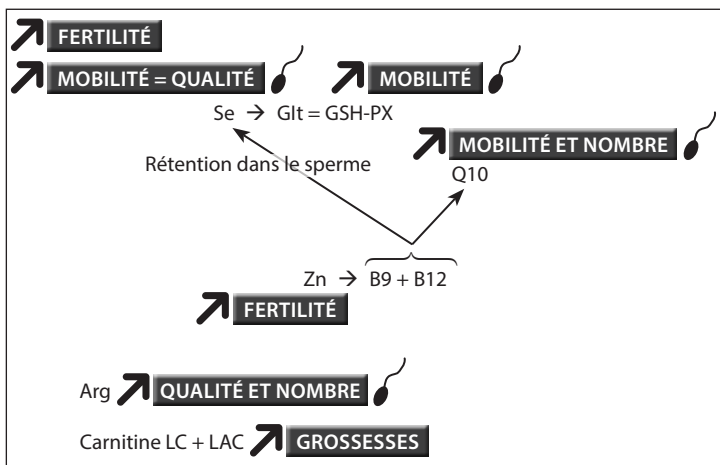 FERTILITÉ
MOBILITÉ = QUALITÉ MOBILITÉ
Se → Glt = GSH-PX
MOBILITÉ ET NOMBRE
Rétention dans le sperme
Q10
Zn → B9 + B12
FERTILITÉ
Arg QUALITÉ ET NOMBRE
Carnitine LC + LAC GROSSESSES